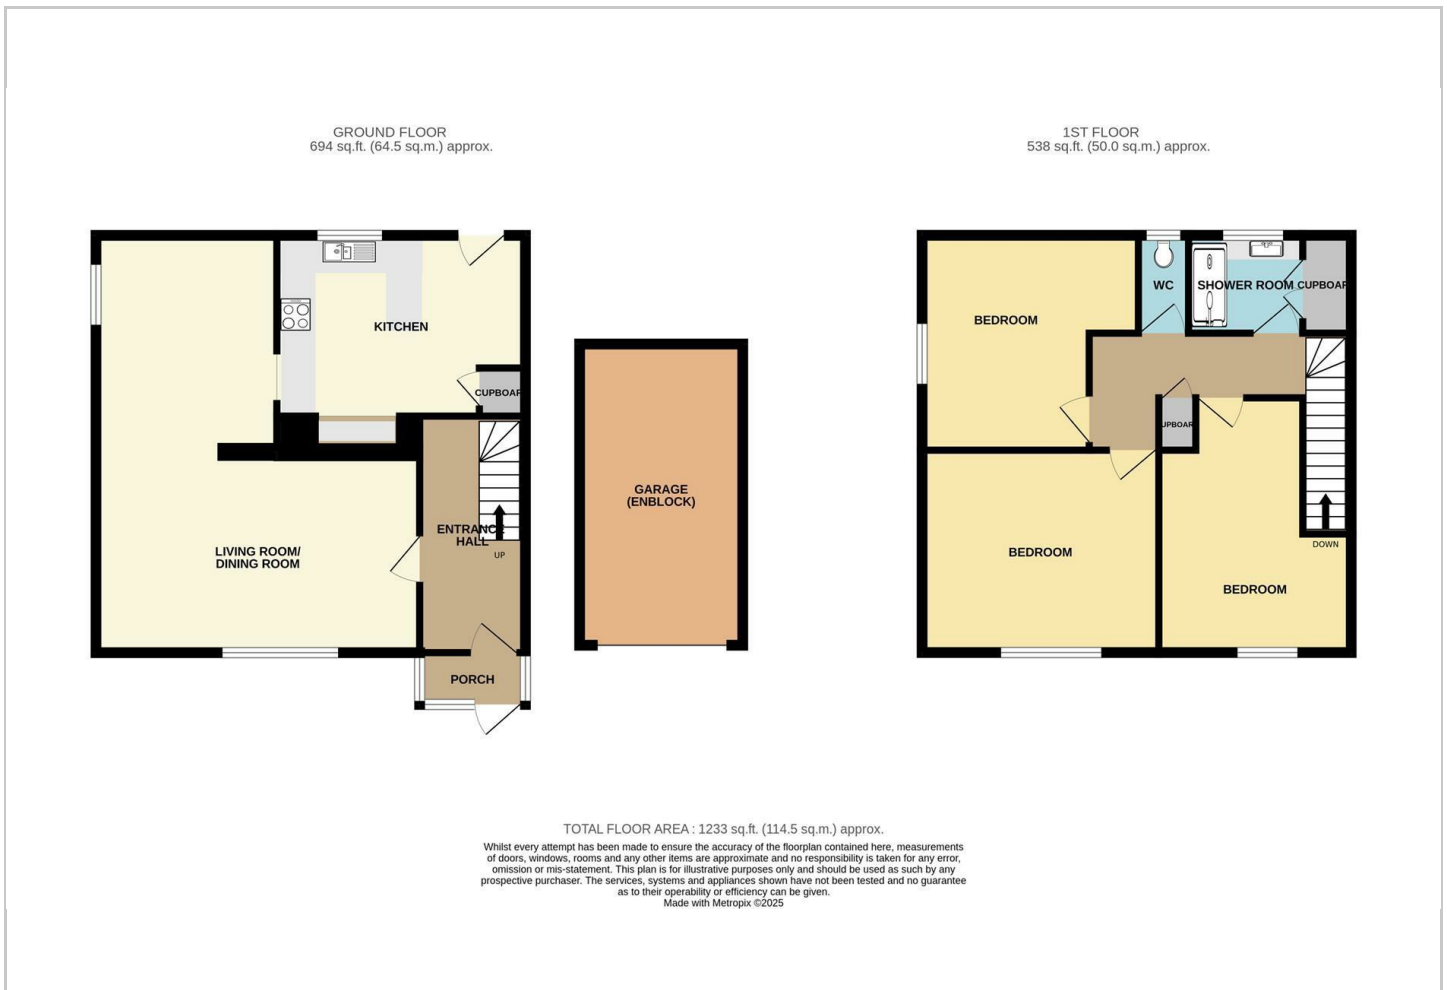 GROUND FLOOR
694 sq.ft. (64.5 sq.m.) approx.
1ST FLOOR
538 sq.ft. (50.0 sq.m.) approx.
KITCHEN
CUPBOAR
LIVING ROOM/
DINING ROOM
ENTRANCE
HALL
UP
PORCH
GARAGE
(ENBLOCK)
BEDROOM
WC
SHOWER ROOM
CUPBOAR
UPBOAR
BEDROOM
BEDROOM
DOWN
TOTAL FLOOR AREA : 1233 sq.ft. (114.5 sq.m.) approx.
Whilst every attempt has been made to ensure the accuracy of the floorplan contained here, measurements
of doors, windows, rooms and any other items are approximate and no responsibility is taken for any error,
omission or mis-statement. This plan is for illustrative purposes only and should be used as such by any
prospective purchaser. The services, systems and appliances shown have not been tested and no guarantee
as to their operability or efficiency can be given.
Made with Metropix ©2025